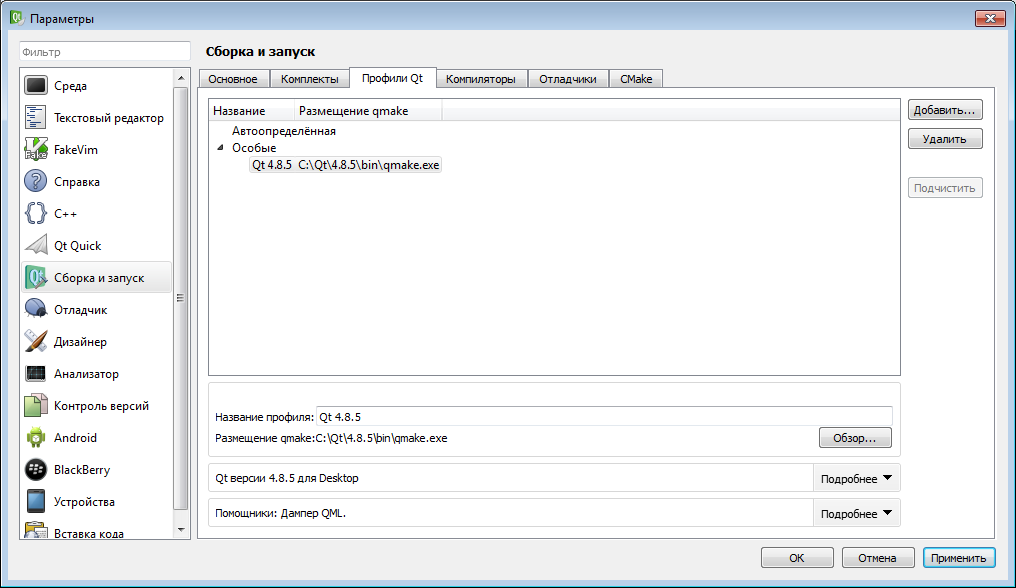 Параметры
Фильтр
Среда
Текстовый редактор
FakeVim
Справка
C++
Qt Quick
Сборка и запуск
Отладчик
Дизайнер
Анализатор
Контроль версий
Android
BlackBerry
Устройства
Вставка кода
Сборка и запуск
Основное Комплекты Профили Qt Компиляторы Отладчики CMake
Название Размещение qmake
Автоопределённая
Особые
Qt 4.8.5 C:\Qt\4.8.5\bin\qmake.exe
Добавить...
Удалить
Подчистить
Название профиля: Qt 4.8.5
Размещение qmake:C:\Qt\4.8.5\bin\qmake.exe
Обзор...
Qt версии 4.8.5 для Desktop Подробнее
Помощники: Дампер QML. Подробнее
OK Отмена Применить